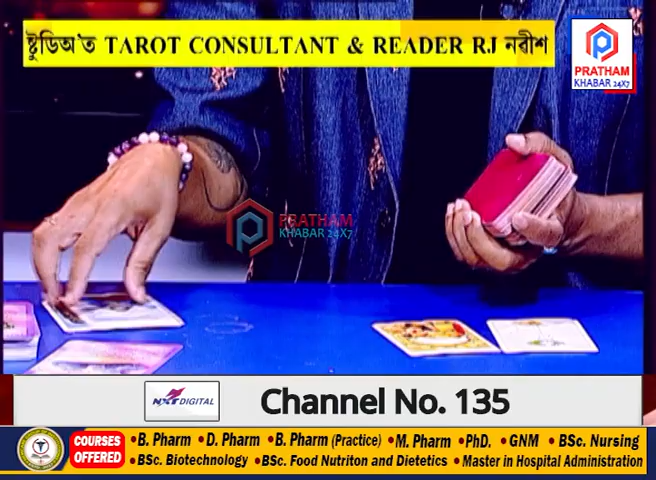 ষ্টুডিঅ'ত TAROT CONSULTANT & READER RJ নৱীশ
PRATHAM
KHABAR 24X7
PRATHAM
KHABAR 24X7
NXT DIGITAL
Channel No. 135
COURSES
OFFERED
• B. Pharm • D. Pharm • B. Pharm (Practice) • M. Pharm • PhD. • GNM • BSc. Nursing
• BSc. Biotechnology • BSc. Food Nutriton and Dietetics • Master in Hospital Administration